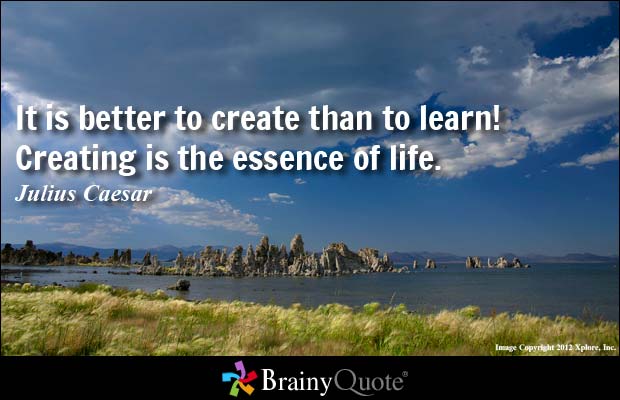 It is better to create than to learn!
Creating is the essence of life.
Julius Caesar
Image Copyright 2012 Xplore, Inc.
BrainyQuote®